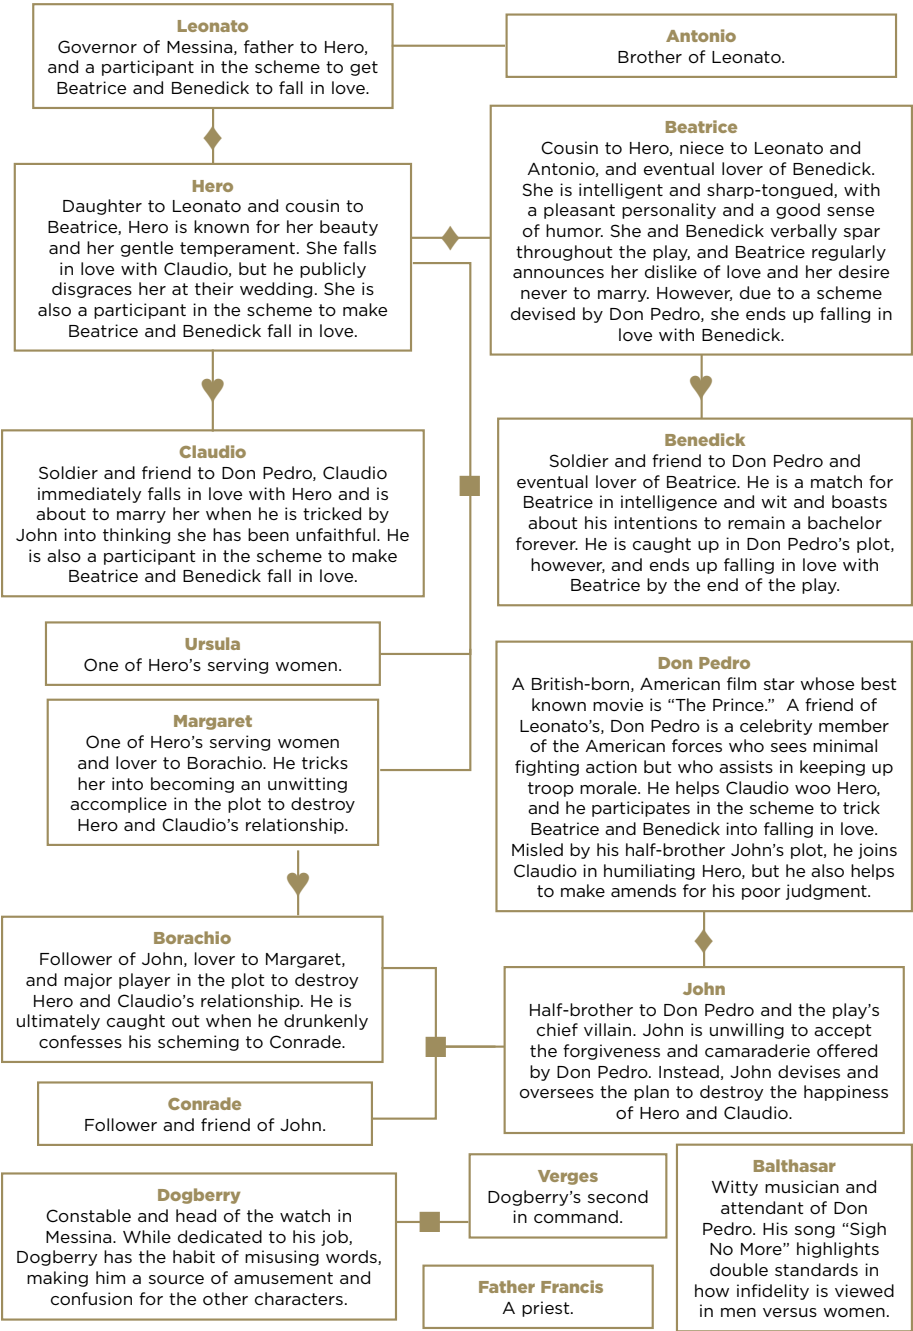 Leonato
Governor of Messina, father to Hero,
and a participant in the scheme to get
Beatrice and Benedick to fall in love.
Antonio
Brother of Leonato.
Hero
Daughter to Leonato and cousin to
Beatrice, Hero is known for her beauty
and her gentle temperament. She falls
in love with Claudio, but he publicly
disgraces her at their wedding. She is
also a participant in the scheme to make
Beatrice and Benedick fall in love.
Beatrice
Cousin to Hero, niece to Leonato and
Antonio, and eventual lover of Benedick.
She is intelligent and sharp-tongued, with
a pleasant personality and a good sense
of humor. She and Benedick verbally spar
throughout the play, and Beatrice regularly
announces her dislike of love and her desire
never to marry. However, due to a scheme
devised by Don Pedro, she ends up falling in
love with Benedick.
Claudio
Soldier and friend to Don Pedro, Claudio
immediately falls in love with Hero and is
about to marry her when he is tricked by
John into thinking she has been unfaithful. He
is also a participant in the scheme to make
Beatrice and Benedick fall in love.
Benedick
Soldier and friend to Don Pedro and
eventual lover of Beatrice. He is a match for
Beatrice in intelligence and wit and boasts
about his intentions to remain a bachelor
forever. He is caught up in Don Pedro’s plot,
however, and ends up falling in love with
Beatrice by the end of the play.
Ursula
One of Hero’s serving women.
Margaret
One of Hero’s serving women
and lover to Borachio. He tricks
her into becoming an unwitting
accomplice in the plot to destroy
Hero and Claudio’s relationship.
Don Pedro
A British-born, American film star whose best
known movie is “The Prince.” A friend of
Leonato’s, Don Pedro is a celebrity member
of the American forces who sees minimal
fighting action but who assists in keeping up
troop morale. He helps Claudio woo Hero,
and he participates in the scheme to trick
Beatrice and Benedick into falling in love.
Misled by his half-brother John’s plot, he joins
Claudio in humiliating Hero, but he also helps
to make amends for his poor judgment.
Borachio
Follower of John, lover to Margaret,
and major player in the plot to destroy
Hero and Claudio’s relationship. He is
ultimately caught out when he drunkenly
confesses his scheming to Conrade.
John
Half-brother to Don Pedro and the play’s
chief villain. John is unwilling to accept
the forgiveness and camaraderie offered
by Don Pedro. Instead, John devises and
oversees the plan to destroy the happiness
of Hero and Claudio.
Conrade
Follower and friend of John.
Dogberry
Constable and head of the watch in
Messina. While dedicated to his job,
Dogberry has the habit of misusing words,
making him a source of amusement and
confusion for the other characters.
Verges
Dogberry’s second
in command.
Balthasar
Witty musician and
attendant of Don
Pedro. His song “Sigh
No More” highlights
double standards in
how infidelity is viewed
in men versus women.
Father Francis
A priest.